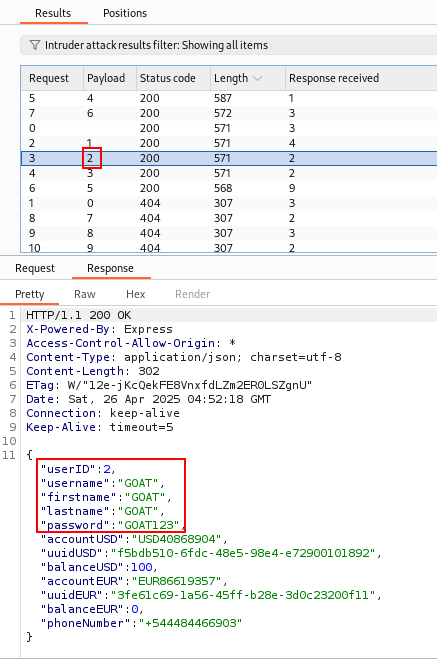 Results Positions
Intruder attack results filter: Showing all items
Request Payload Status code Length Response received
5 4 200 587 1
7 6 200 572 3
0 200 571 3
2 1 200 571 4
3 2 200 571 2
4 3 200 571 2
6 5 200 568 9
1 0 404 307 3
8 7 404 307 2
9 8 404 307 3
10 9 404 307 2
Request Response
Pretty Raw Hex Render
1 HTTP/1.1 200 OK
2 X-Powered-By: Express
3 Access-Control-Allow-Origin: *
4 Content-Type: application/json; charset=utf-8
5 Content-Length: 302
6 ETag: W/"12e-jKcQekFE8VnxfdLZm2ER0LSZgnU"
7 Date: Sat, 26 Apr 2025 04:52:18 GMT
8 Connection: keep-alive
9 Keep-Alive: timeout=5
10
11 {
"userID":2,
"username":"GOAT",
"firstname":"GOAT",
"lastname":"GOAT",
"password":"GOAT123",
"accountUSD":"USD40868904",
"uuidUSD":"f5bdb510-6fdc-48e5-98e4-e72900101892",
"balanceUSD":100,
"accountEUR":"EUR86619357",
"uuidEUR":"3fe61c69-1a56-45ff-b28e-3d0c23200f11",
"balanceEUR":0,
"phoneNumber":"+544484466903"
}